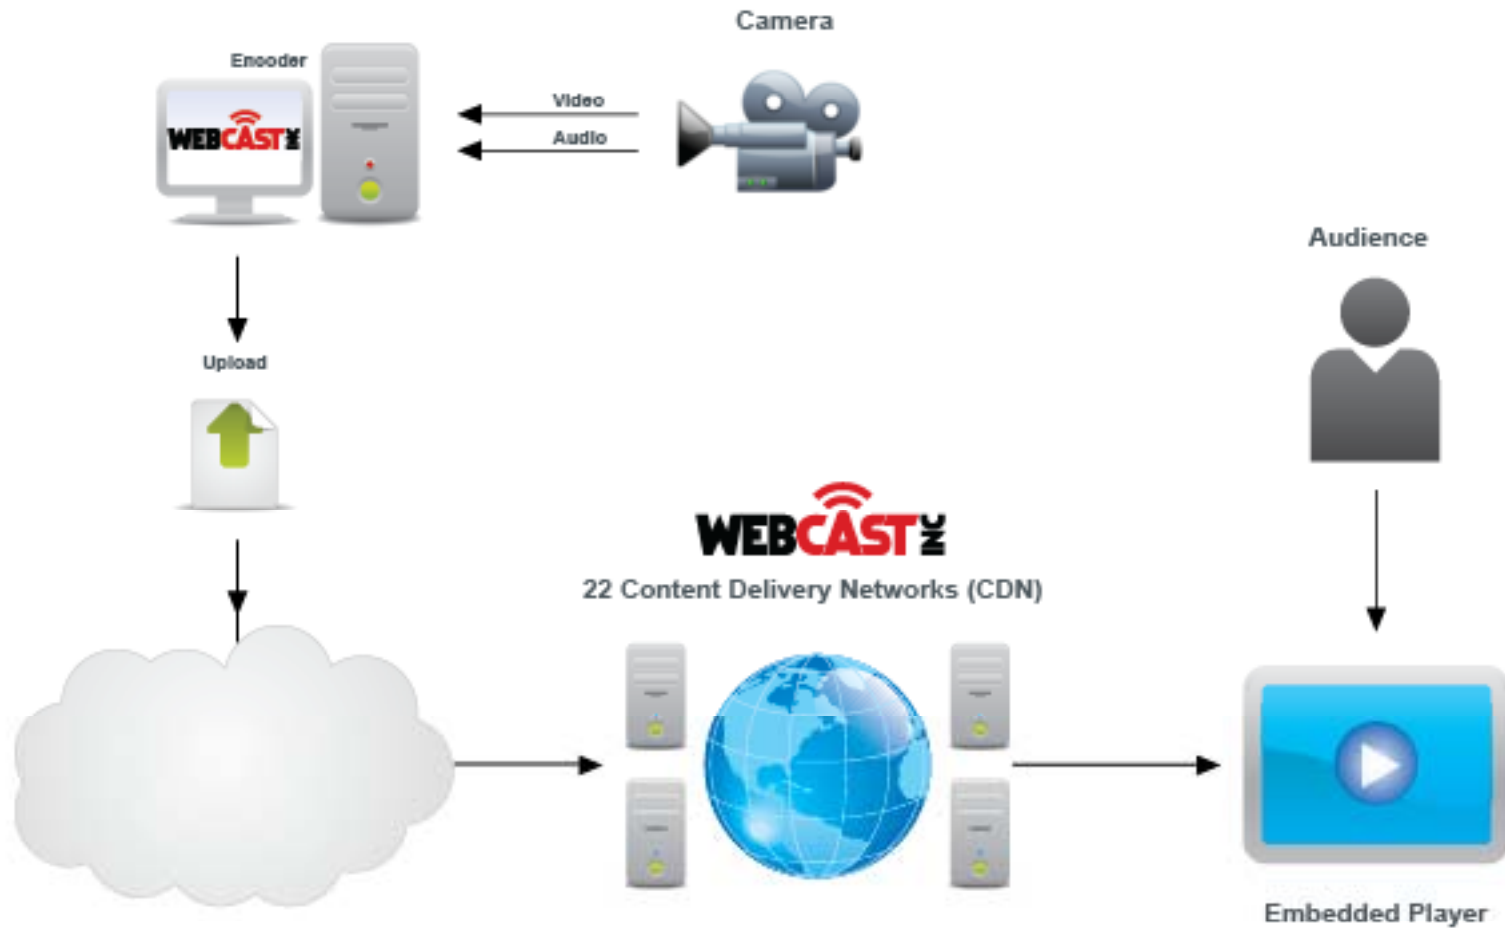 Camera
Encoder
Video
Audio
WEBCAST INC
Audience
Upload
WEBCAST INC
22 Content Delivery Networks (CDN)
Embedded Player